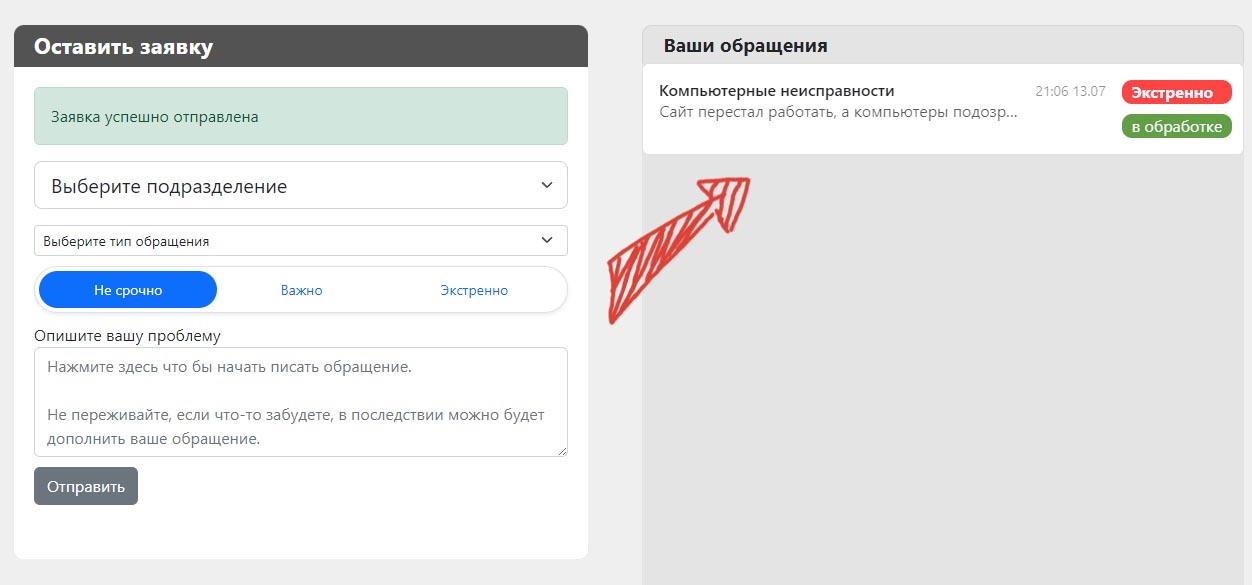 Оставить заявку
Заявка успешно отправлена
Выберите подразделение
Выберите тип обращения
Не срочно
Важно
Экстренно
Опишите вашу проблему
Нажмите здесь что бы начать писать обращение.
Не переживайте, если что-то забудете, в последствии можно будет
дополнить ваше обращение.
Отправить
Ваши обращения
Компьютерные неисправности
21:06 13.07
Экстренно
Сайт перестал работать, а компьютеры подозр...
в обработке